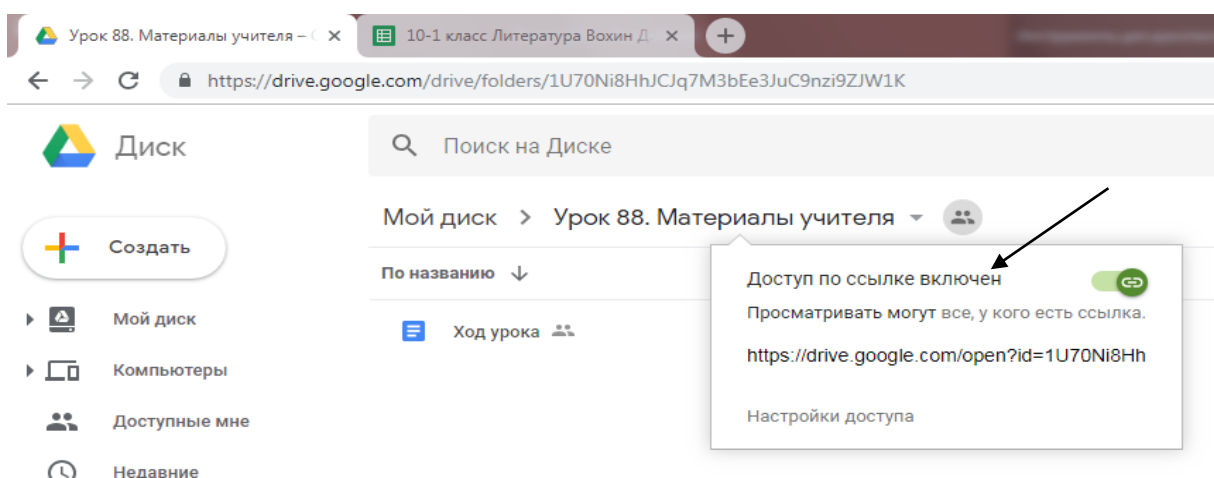 Урок 88. Материалы учителя –
10-1 класс Литература Вохин Д
https://drive.google.com/drive/folders/1U70Ni8HhJCJq7M3bEe3JuC9nzi9ZJW1K
Диск
Поиск на Диске
Мой диск > Урок 88. Материалы учителя
Создать
По названию
Доступ по ссылке включен
Просматривать могут все, у кого есть ссылка.
Мой диск
Ход урока
https://drive.google.com/open?id=1U70Ni8Hh
Компьютеры
Настройки доступа
Доступные мне
Недавние